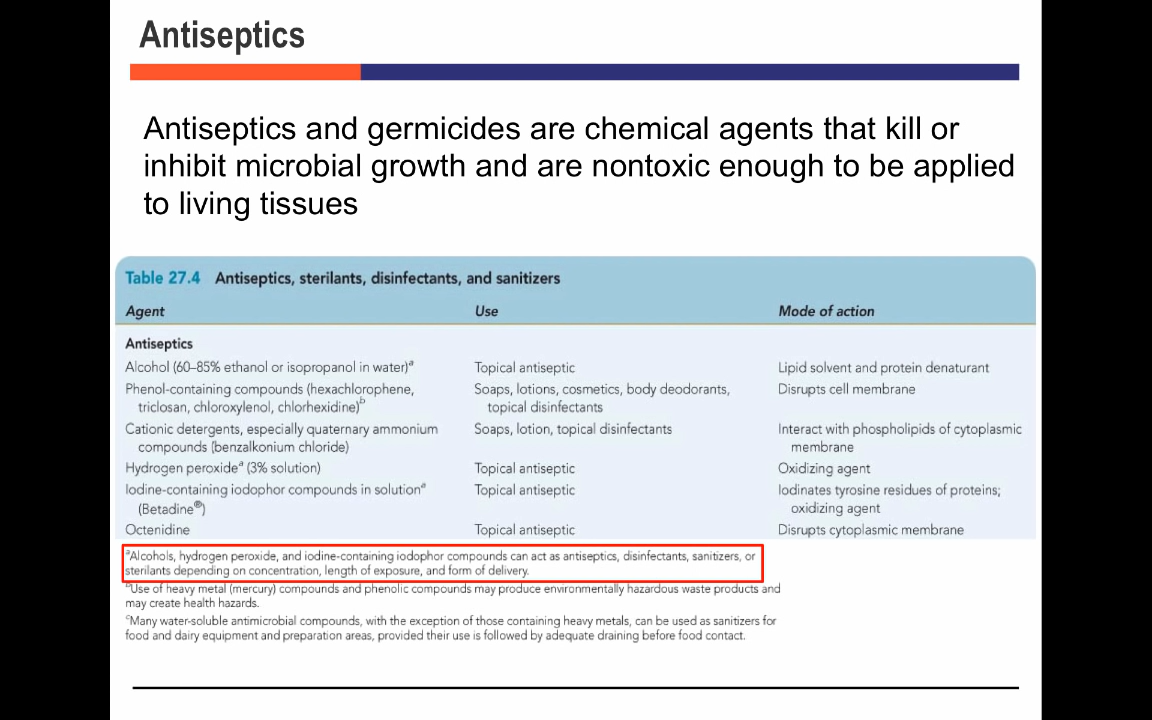 Antiseptics
Antiseptics and germicides are chemical agents that kill or
inhibit microbial growth and are nontoxic enough to be applied
to living tissues
Table 27.4 Antiseptics, sterilants, disinfectants, and sanitizers
Agent Use Mode of action
Antiseptics
Alcohol (60–85% ethanol or isopropanol in water)ᵃ Topical antiseptic Lipid solvent and protein denaturant
Phenol-containing compounds (hexachlorophene, Soaps, lotions, cosmetics, body deodorants, Disrupts cell membrane
triclosan, chloroxylenol, chlorhexidine)ᵇ topical disinfectants
Cationic detergents, especially quaternary ammonium Soaps, lotion, topical disinfectants Interact with phospholipids of cytoplasmic
compounds (benzalkonium chloride) membrane
Hydrogen peroxideᵃ (3% solution) Topical antiseptic Oxidizing agent
Iodine-containing iodophor compounds in solutionᵃ Topical antiseptic Iodinates tyrosine residues of proteins;
(Betadine®) oxidizing agent
Octenidine Topical antiseptic Disrupts cytoplasmic membrane
ᵃAlcohols, hydrogen peroxide, and iodine-containing iodophor compounds can act as antiseptics, disinfectants, sanitizers, or
sterilants depending on concentration, length of exposure, and form of delivery.
ᵇUse of heavy metal (mercury) compounds and phenolic compounds may produce environmentally hazardous waste products and
may create health hazards.
ᶜMany water-soluble antimicrobial compounds, with the exception of those containing heavy metals, can be used as sanitizers for
food and dairy equipment and preparation areas, provided their use is followed by adequate draining before food contact.